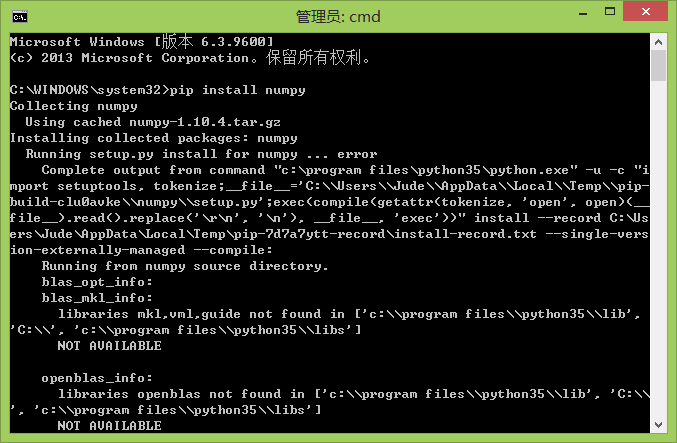 管理员: cmd
Microsoft Windows [版本 6.3.9600]
(c) 2013 Microsoft Corporation。保留所有权利。
C:\WINDOWS\system32>pip install numpy
Collecting numpy
  Using cached numpy-1.10.4.tar.gz
Installing collected packages: numpy
  Running setup.py install for numpy ... error
    Complete output from command "c:\program files\python35\python.exe" -u -c "i
mport setuptools, tokenize;__file__='C:\\Users\\Jude\\AppData\\Local\\Temp\\pip-
build-clu0avke\\numpy\\setup.py';exec(compile(getattr(tokenize, 'open', open)(__
file__).read().replace('\r\n', '\n'), __file__, 'exec'))" install --record C:\Us
ers\Jude\AppData\Local\Temp\pip-7d7a7ytt-record\install-record.txt --single-vers
ion-externally-managed --compile:
    Running from numpy source directory.
    blas_opt_info:
    blas_mkl_info:
      libraries mkl,vml,guide not found in ['c:\\program files\\python35\\lib',
'C:\\', 'c:\\program files\\python35\\libs']
      NOT AVAILABLE
    openblas_info:
      libraries openblas not found in ['c:\\program files\\python35\\lib', 'C:\\
', 'c:\\program files\\python35\\libs']
      NOT AVAILABLE